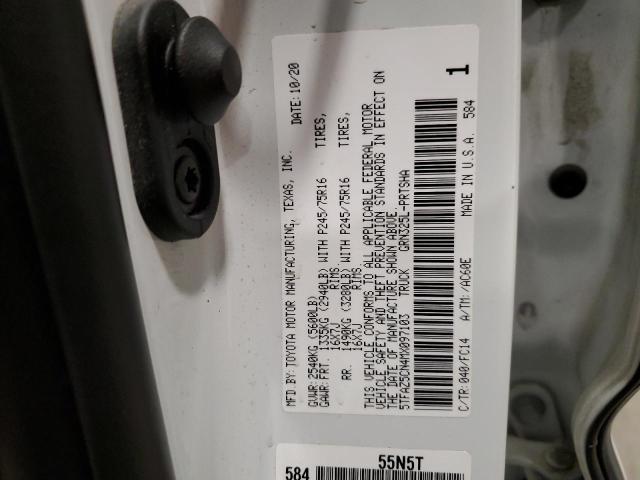 MFD. BY: TOYOTA MOTOR MANUFACTURING, TEXAS, INC. DATE: 10/20
GVWR: 2540KG (5600LB)
GAWR: FRT. 1335KG (2940LB) WITH P245/75R16 TIRES,
16X7J RIMS
RR. 1490KG (3280LB) WITH P245/75R16 TIRES,
16X7J RIMS
THIS VEHICLE CONFORMS TO ALL APPLICABLE FEDERAL MOTOR
VEHICLE SAFETY AND THEFT PREVENTION STANDARDS IN EFFECT ON
THE DATE OF MANUFACTURE SHOWN ABOVE.
5TFAZ5CN4MX097103 TRUCK GRN325L-PRTSHA
1
C/TR: 040/FC14 A/TM: /AC60E MADE IN U.S.A. 584
55N5T
584